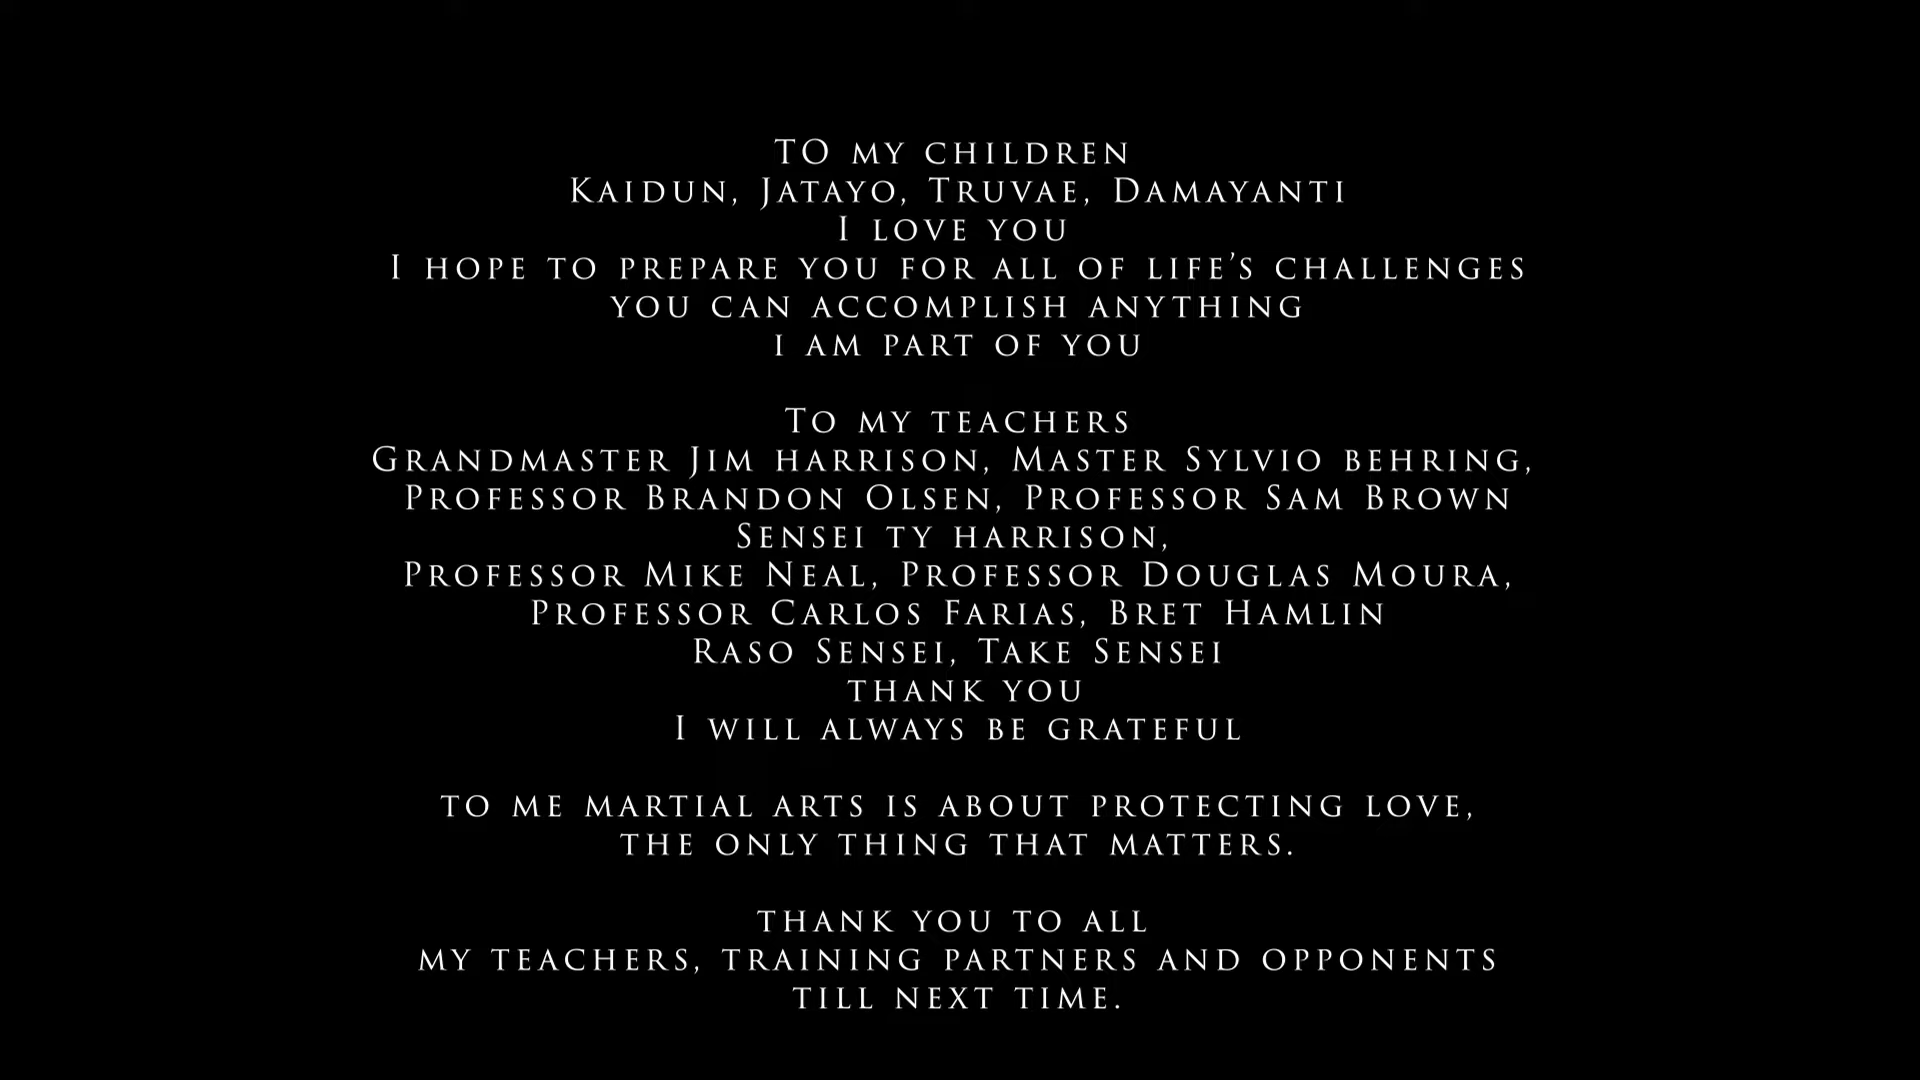 TO MY CHILDREN
KAIDUN, JATAYO, TRUVAE, DAMAYANTI
I LOVE YOU
I HOPE TO PREPARE YOU FOR ALL OF LIFE’S CHALLENGES
YOU CAN ACCOMPLISH ANYTHING
I AM PART OF YOU
TO MY TEACHERS
GRANDMASTER JIM HARRISON, MASTER SYLVIO BEHRING,
PROFESSOR BRANDON OLSEN, PROFESSOR SAM BROWN
SENSEI TY HARRISON,
PROFESSOR MIKE NEAL, PROFESSOR DOUGLAS MOURA,
PROFESSOR CARLOS FARIAS, BRET HAMLIN
RASO SENSEI, TAKE SENSEI
THANK YOU
I WILL ALWAYS BE GRATEFUL
TO ME MARTIAL ARTS IS ABOUT PROTECTING LOVE,
THE ONLY THING THAT MATTERS.
THANK YOU TO ALL
MY TEACHERS, TRAINING PARTNERS AND OPPONENTS
TILL NEXT TIME.